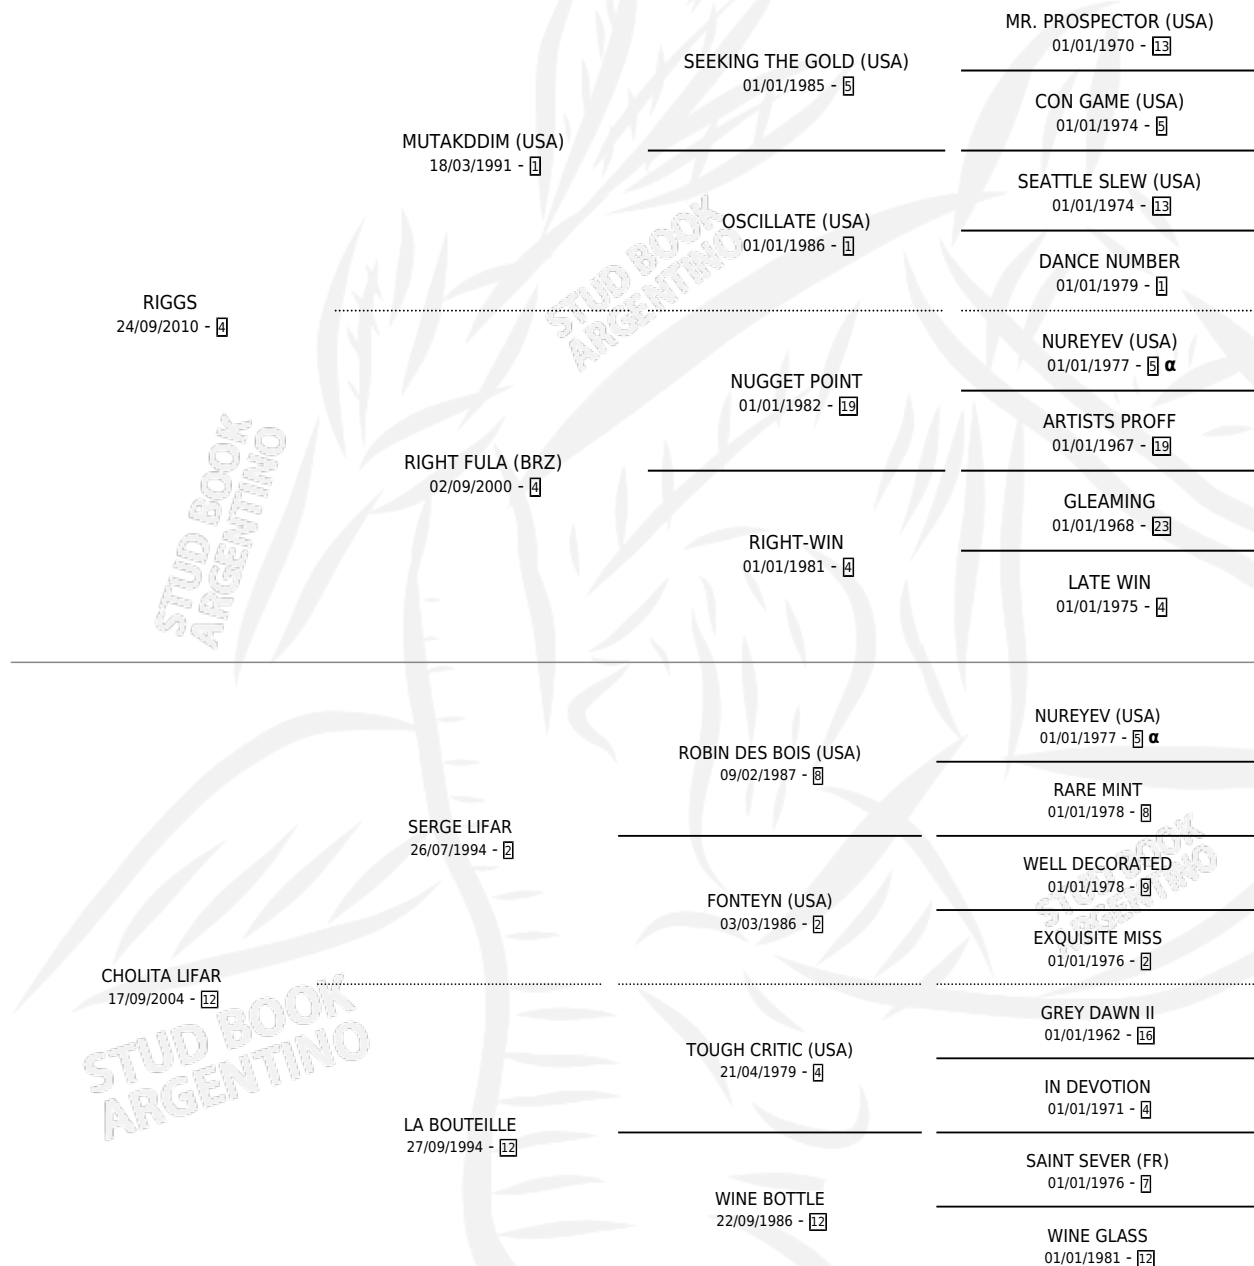 RIGGS
24/09/2010 - 4
MUTAKDDIM (USA)
18/03/1991 - 1
SEEKING THE GOLD (USA)
01/01/1985 - 5
MR. PROSPECTOR (USA)
01/01/1970 - 13
CON GAME (USA)
01/01/1974 - 5
OSCILLATE (USA)
01/01/1986 - 1
SEATTLE SLEW (USA)
01/01/1974 - 13
DANCE NUMBER
01/01/1979 - 1
RIGHT FULA (BRZ)
02/09/2000 - 4
NUGGET POINT
01/01/1982 - 19
NUREYEV (USA)
01/01/1977 - 5 α
ARTISTS PROFF
01/01/1967 - 19
RIGHT-WIN
01/01/1981 - 4
GLEAMING
01/01/1968 - 23
LATE WIN
01/01/1975 - 4
CHOLITA LIFAR
17/09/2004 - 12
SERGE LIFAR
26/07/1994 - 2
ROBIN DES BOIS (USA)
09/02/1987 - 8
NUREYEV (USA)
01/01/1977 - 5 α
RARE MINT
01/01/1978 - 8
FONTEYN (USA)
03/03/1986 - 2
WELL DECORATED
01/01/1978 - 9
EXQUISITE MISS
01/01/1976 - 2
LA BOUTEILLE
27/09/1994 - 12
TOUGH CRITIC (USA)
21/04/1979 - 4
GREY DAWN II
01/01/1962 - 16
IN DEVOTION
01/01/1971 - 4
WINE BOTTLE
22/09/1986 - 12
SAINT SEVER (FR)
01/01/1976 - 7
WINE GLASS
01/01/1981 - 12
STUD BOOK
ARGENTINO
STUD BOOK
ARGENTINO
STUD BOOK
ARGENTINO
STUD BOOK
ARGENTINO